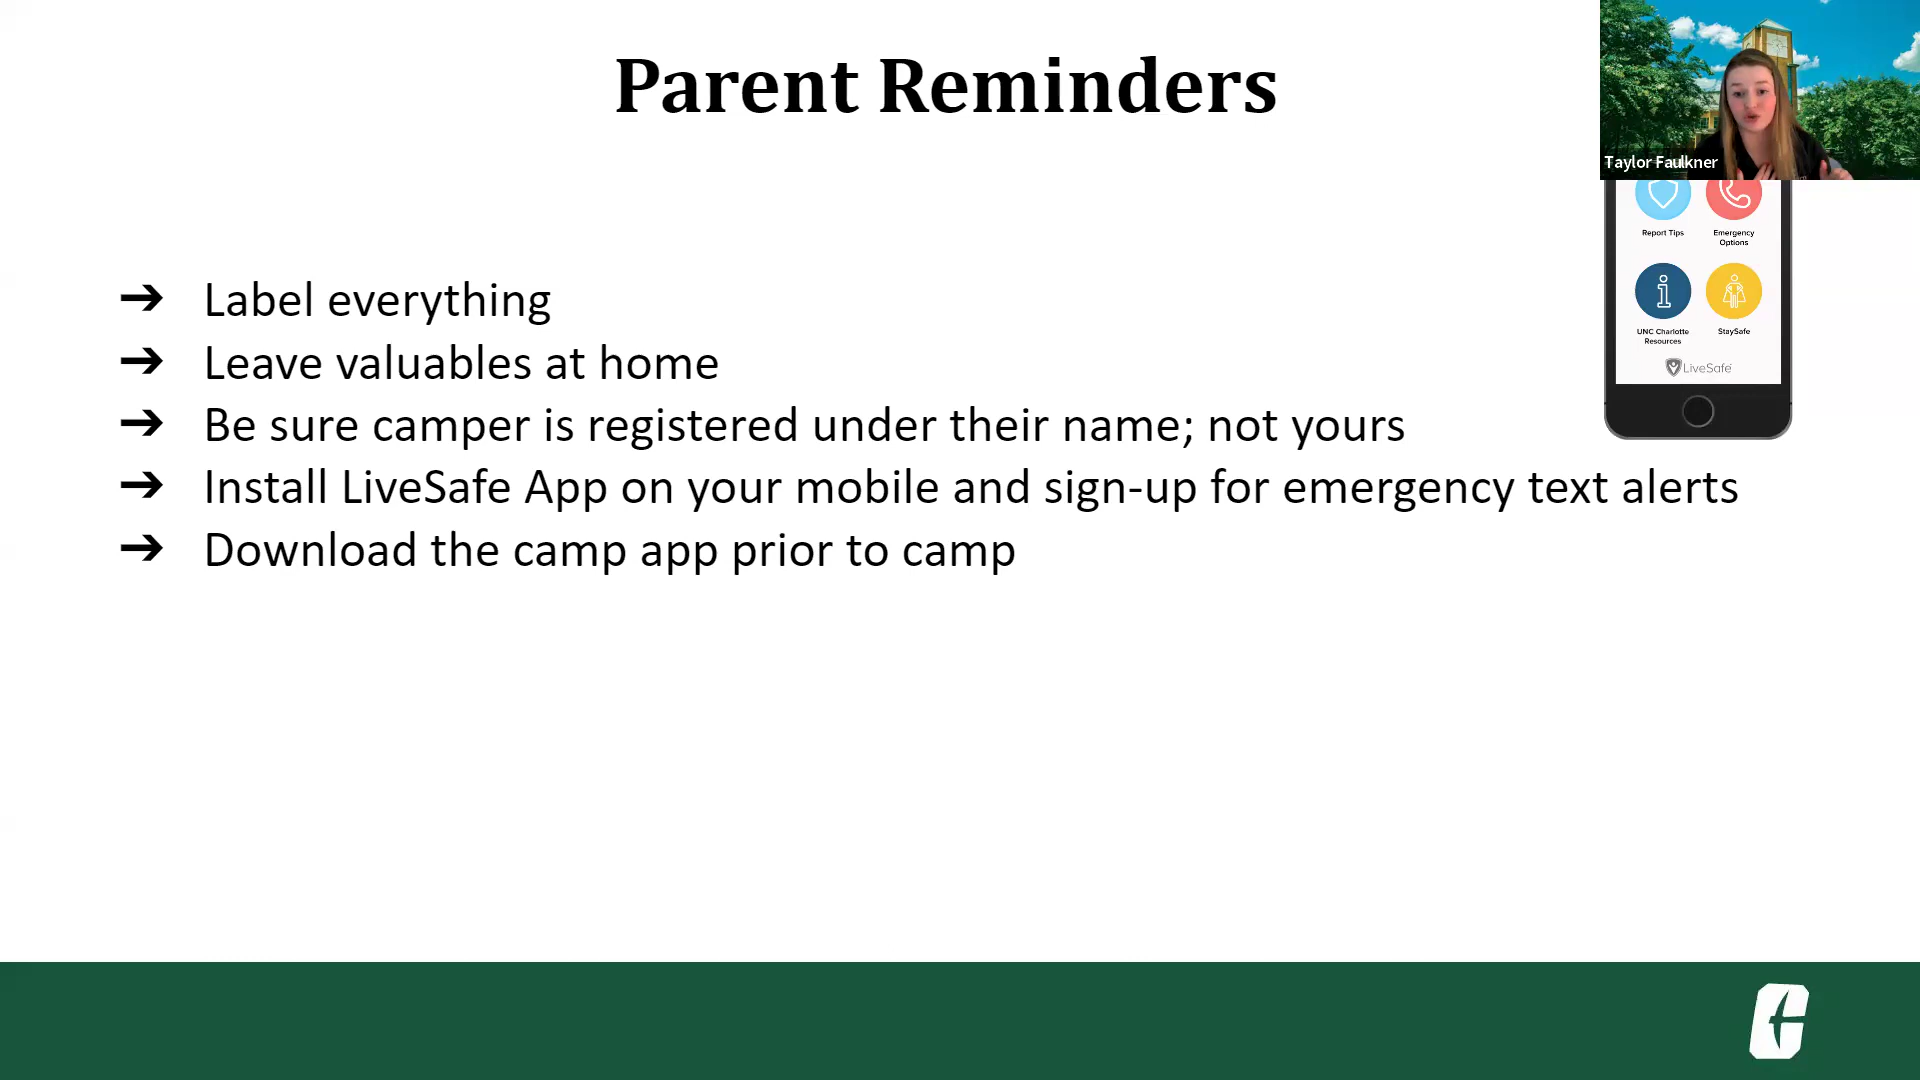 Parent Reminders
Taylor Faulkner
Report Tips
Emergency
Options
UNC Charlotte
Resources
StaySafe
LiveSafe
➔ Label everything
➔ Leave valuables at home
➔ Be sure camper is registered under their name; not yours
➔ Install LiveSafe App on your mobile and sign-up for emergency text alerts
➔ Download the camp app prior to camp